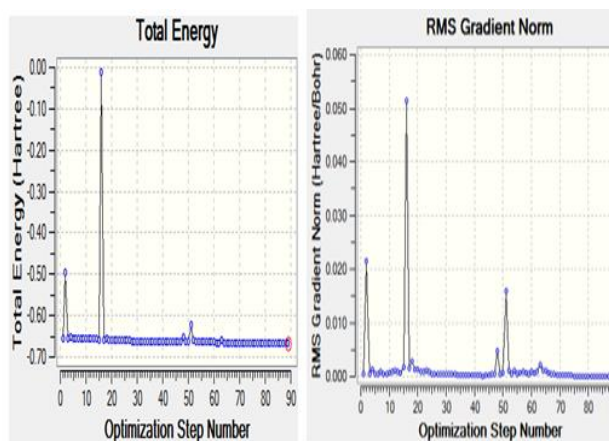 Total Energy
Total Energy (Hartree)
0.00
-0.10
-0.20
-0.30
-0.40
-0.50
-0.60
-0.70
0 10 20 30 40 50 60 70 80 90
Optimization Step Number
RMS Gradient Norm
RMS Gradient Norm (Hartree/Bohr)
0.060
0.050
0.040
0.030
0.020
0.010
0.000
0 10 20 30 40 50 60 70 80
Optimization Step Number